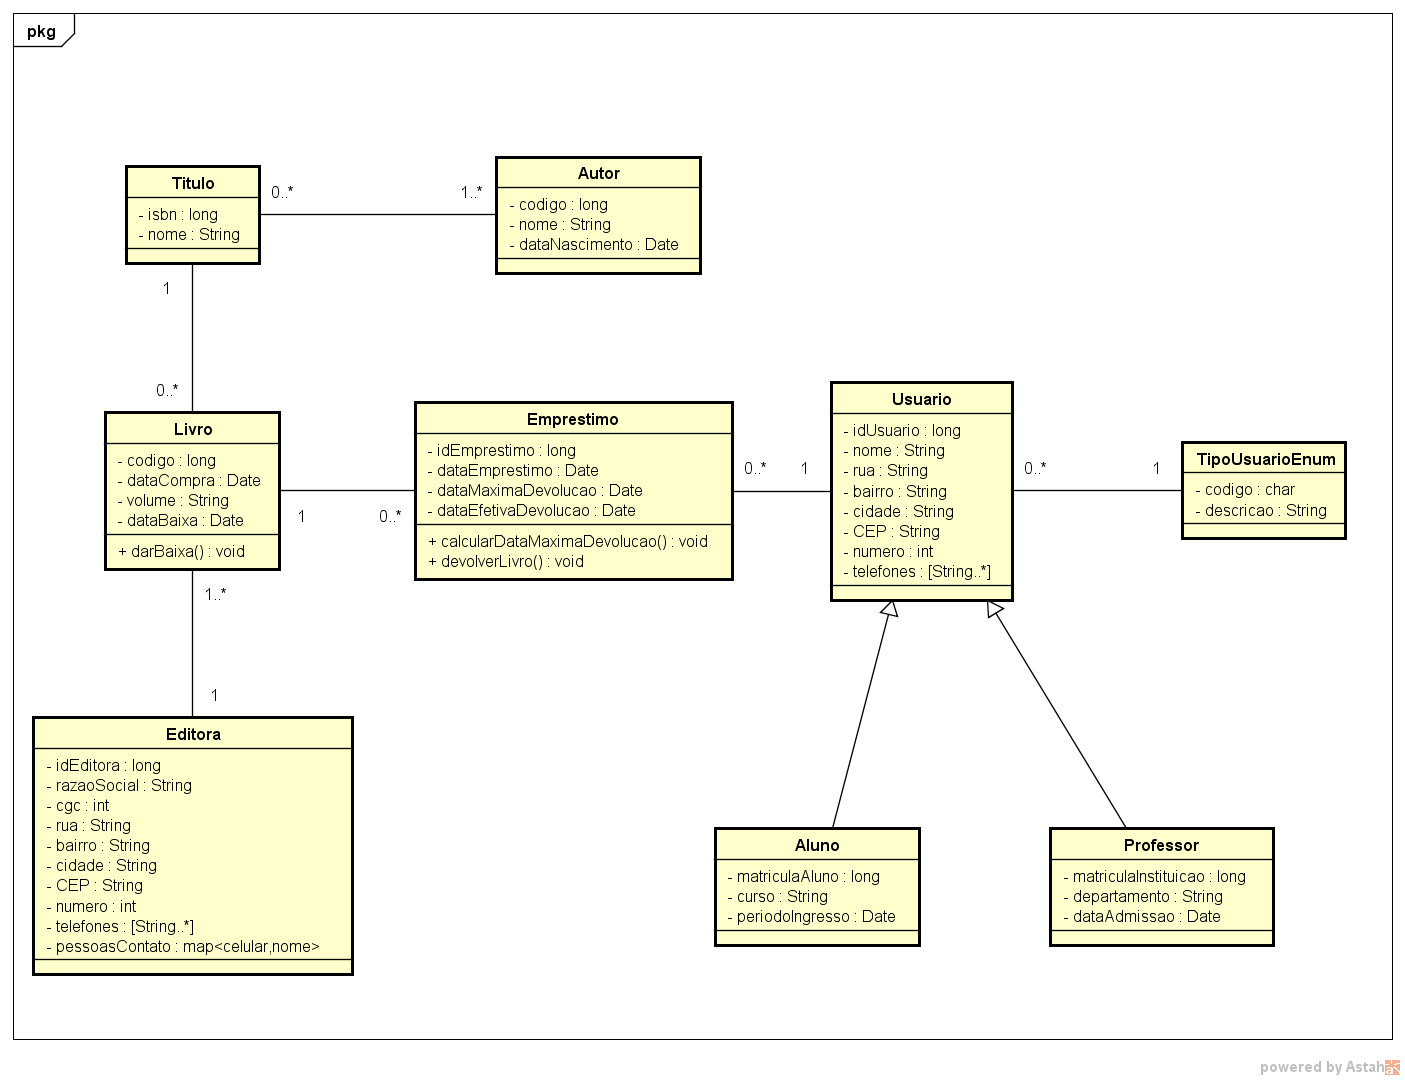 pkg
Titulo
- isbn : long
- nome : String
0..*
1..*
Autor
- codigo : long
- nome : String
- dataNascimento : Date
1
0..*
Livro
- codigo : long
- dataCompra : Date
- volume : String
- dataBaixa : Date
+ darBaixa() : void
1
0..*
Emprestimo
- idEmprestimo : long
- dataEmprestimo : Date
- dataMaximaDevolucao : Date
- dataEfetivaDevolucao : Date
+ calcularDataMaximaDevolucao() : void
+ devolverLivro() : void
0..*
1
Usuario
- idUsuario : long
- nome : String
- rua : String
- bairro : String
- cidade : String
- CEP : String
- numero : int
- telefones : [String..*]
0..*
1
TipoUsuarioEnum
- codigo : char
- descricao : String
1..*
1
Editora
- idEditora : long
- razaoSocial : String
- cgc : int
- rua : String
- bairro : String
- cidade : String
- CEP : String
- numero : int
- telefones : [String..*]
- pessoasContato : map<celular,nome>
Aluno
- matriculaAluno : long
- curso : String
- periodoIngresso : Date
Professor
- matriculaInstituicao : long
- departamento : String
- dataAdmissao : Date
powered by Astah